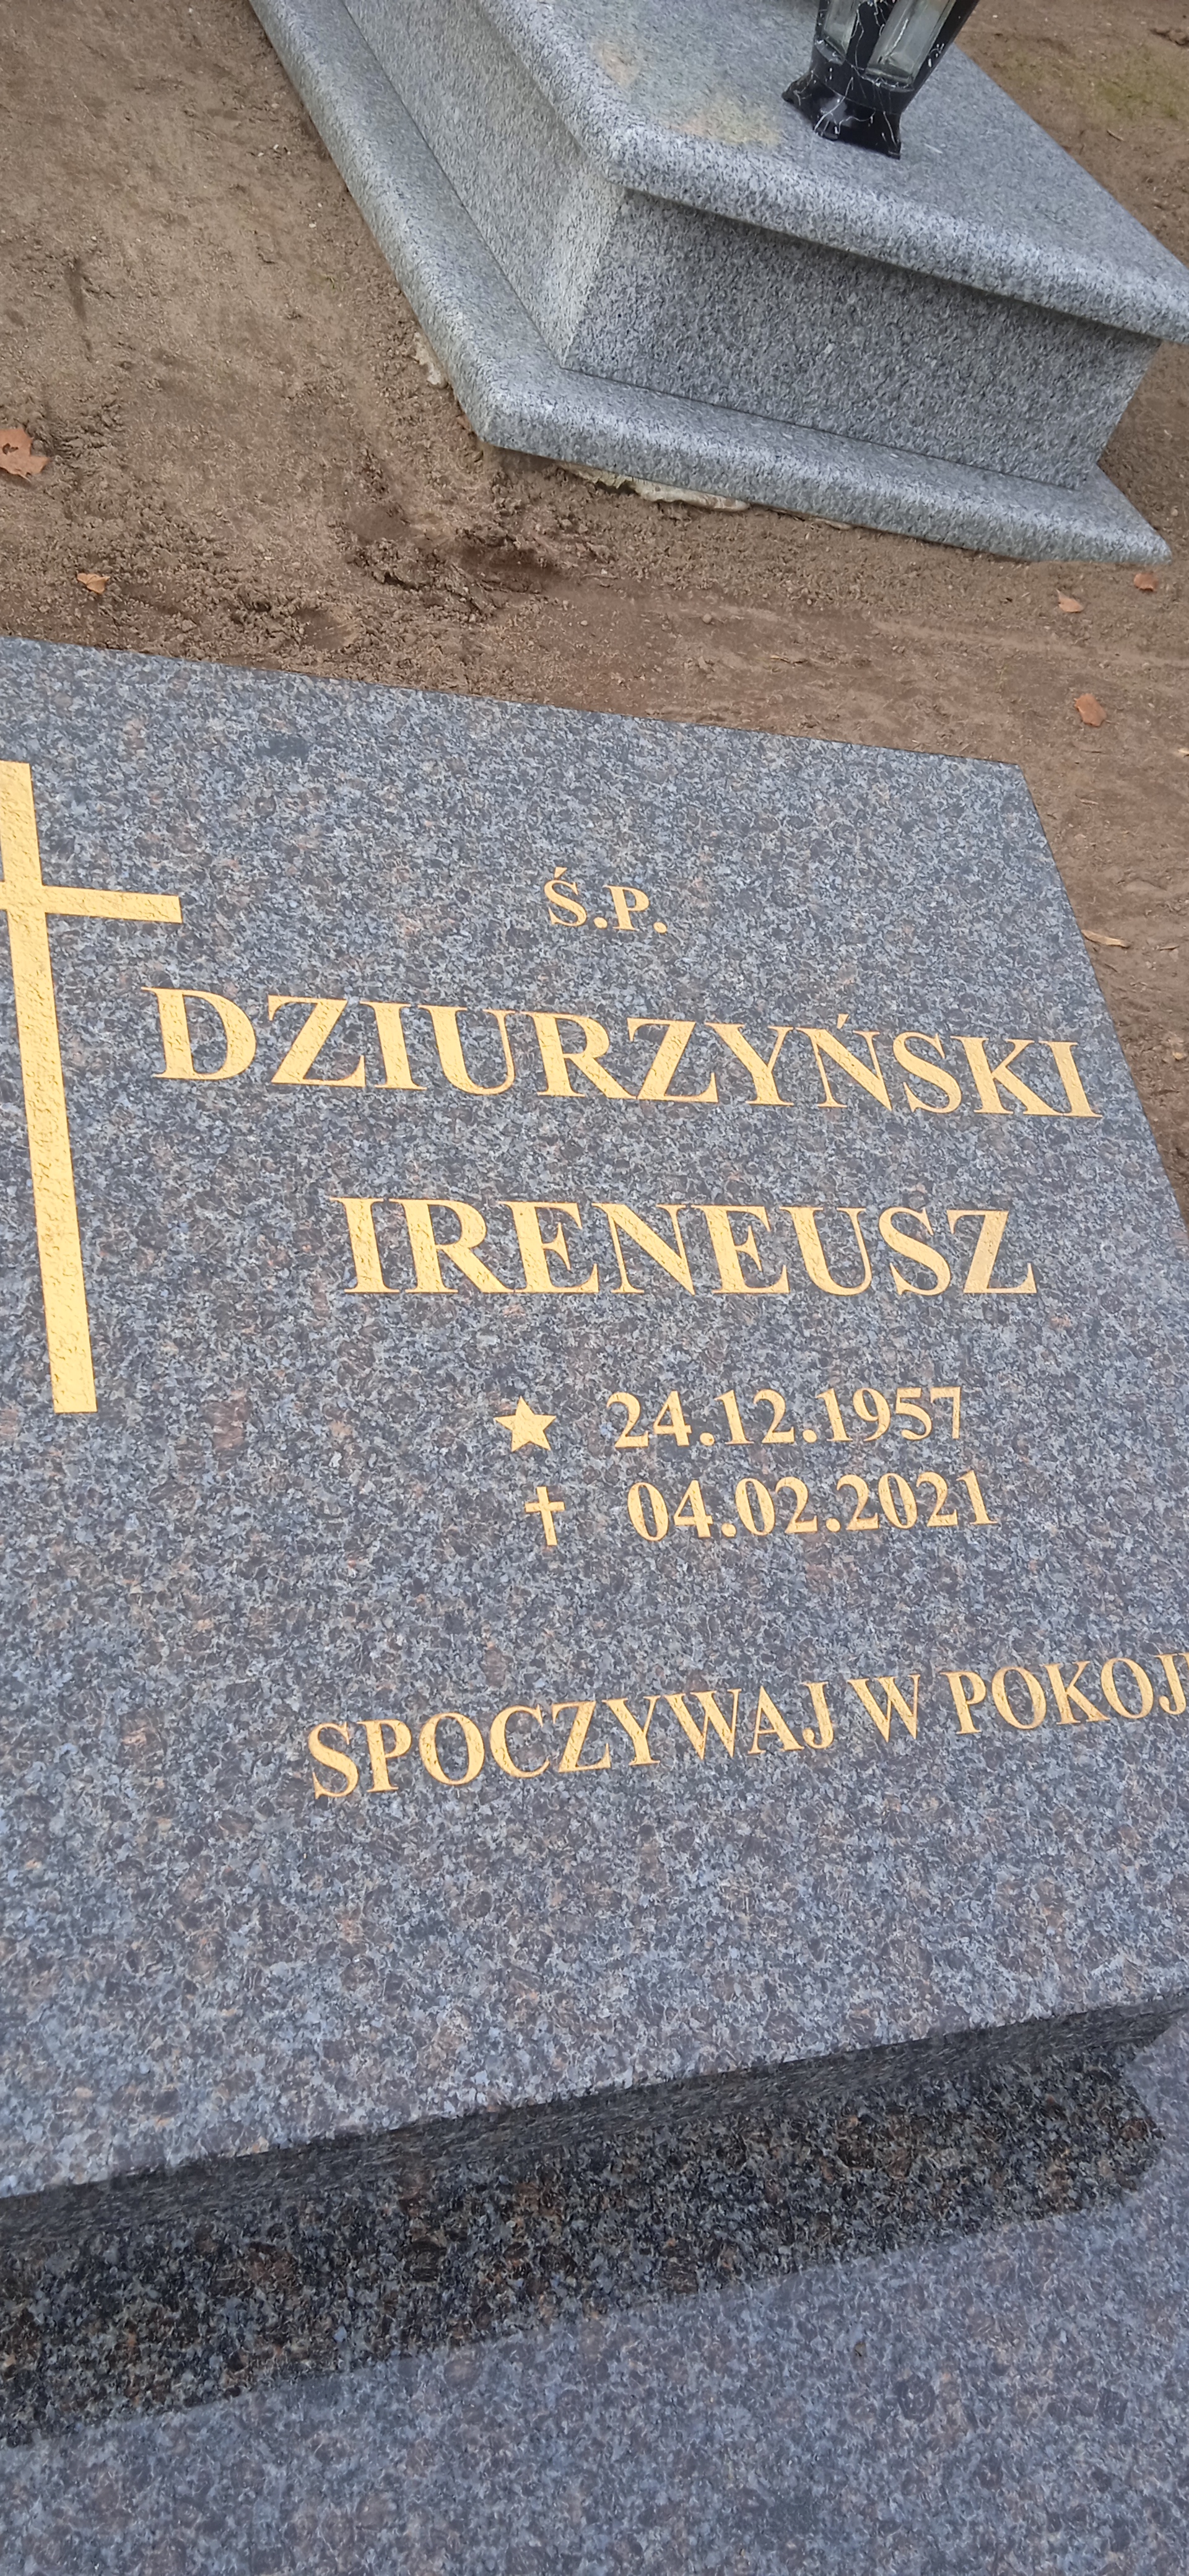 Ś.P.
DZIURZYŃSKI
IRENEUSZ
24.12.1957
04.02.2021
SPOCZYWAJ W POKOJ